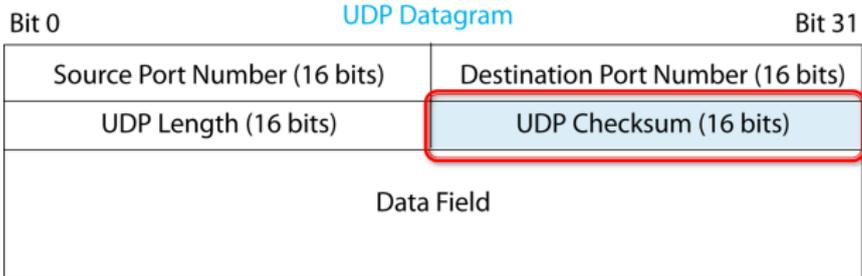 Bit 0 UDP Datagram Bit 31
Source Port Number (16 bits) Destination Port Number (16 bits)
UDP Length (16 bits) UDP Checksum (16 bits)
Data Field